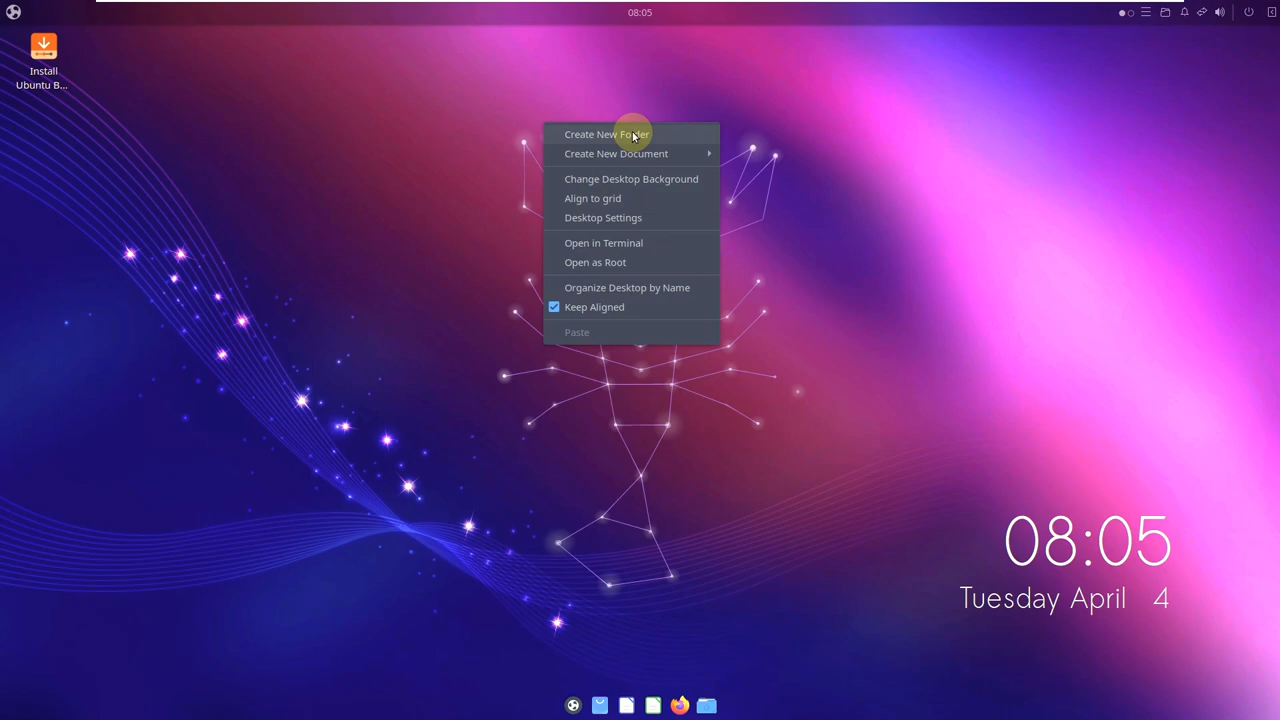 08:05
Install
Ubuntu B...
Create New Folder
Create New Document
Change Desktop Background
Align to grid
Desktop Settings
Open in Terminal
Open as Root
Organize Desktop by Name
Keep Aligned
Paste
08:05
Tuesday April 4